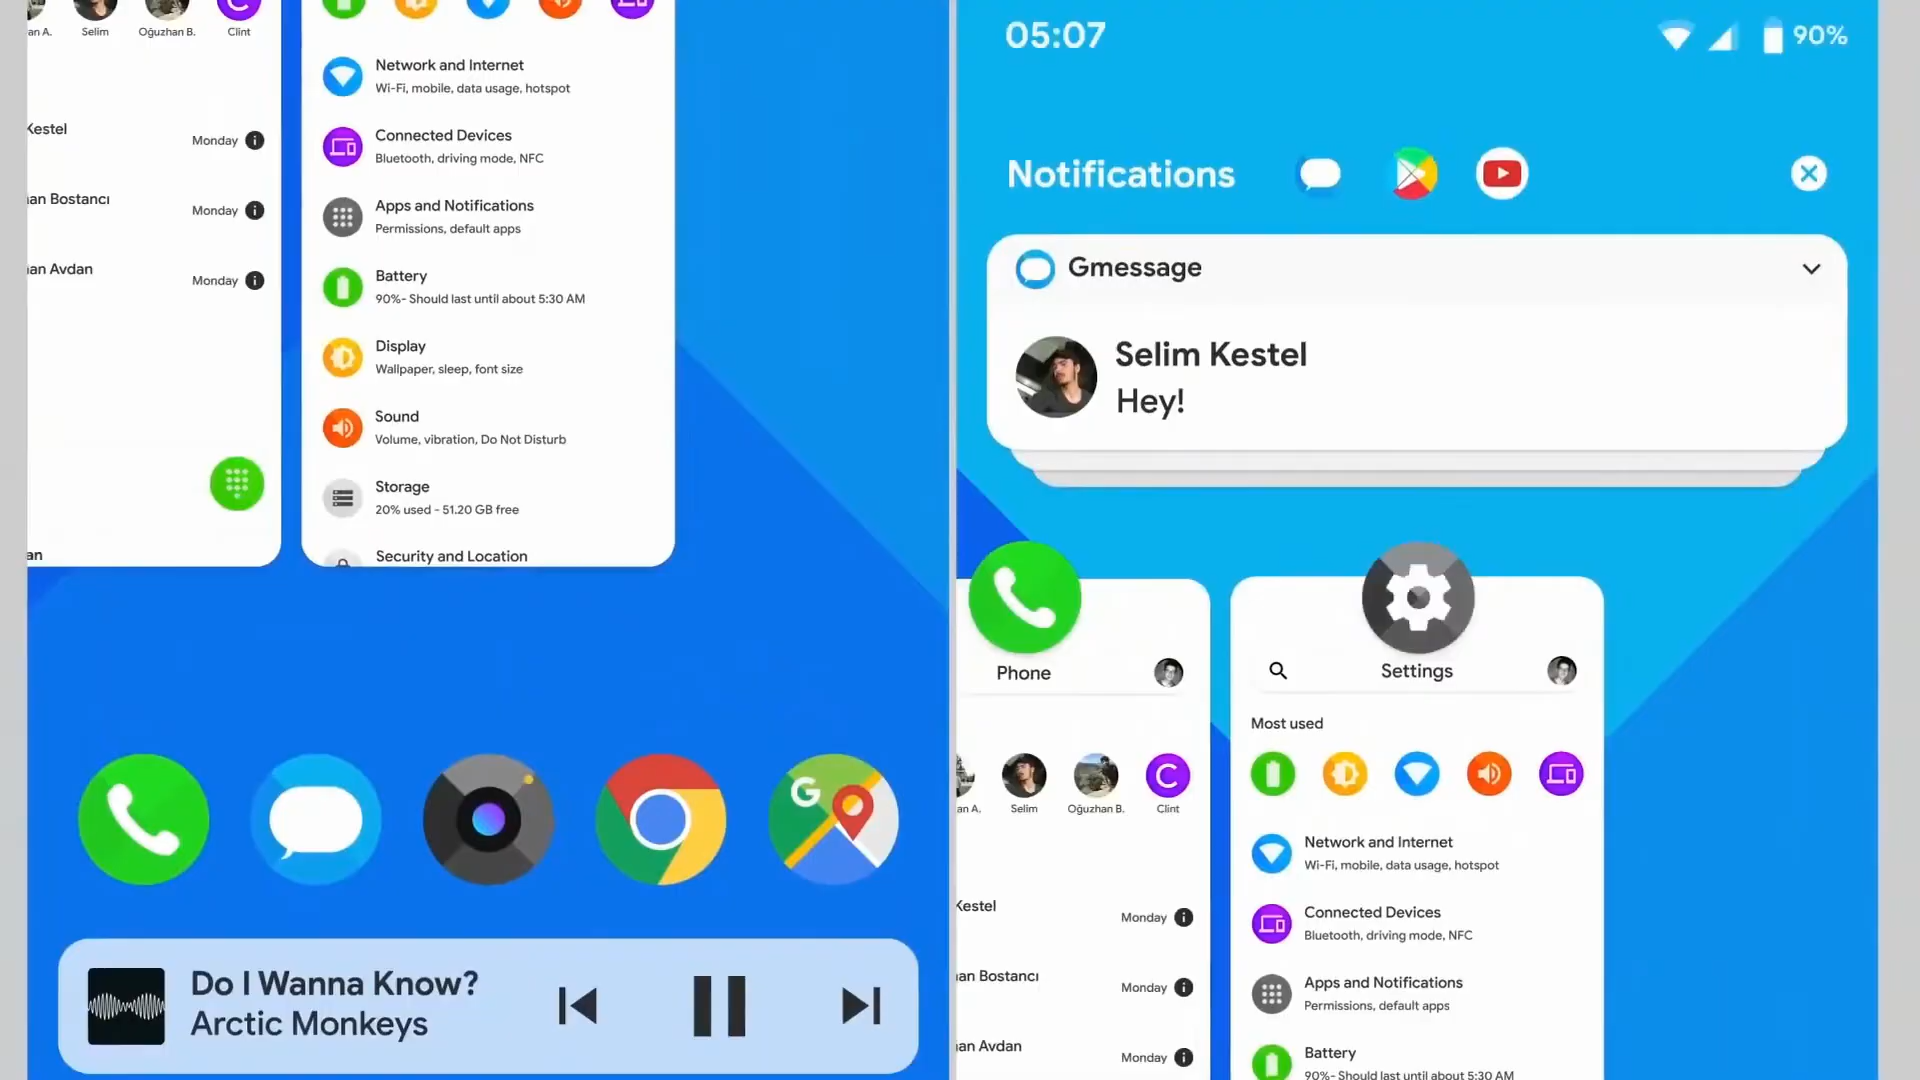 an A.
Selim
Oğuzhan B.
Clint
Kestel
Monday
an Bostancı
Monday
an Avdan
Monday
an
Network and Internet
Wi-Fi, mobile, data usage, hotspot
Connected Devices
Bluetooth, driving mode, NFC
Apps and Notifications
Permissions, default apps
Battery
90%- Should last until about 5:30 AM
Display
Wallpaper, sleep, font size
Sound
Volume, vibration, Do Not Disturb
Storage
20% used - 51.20 GB free
Security and Location
G
Do I Wanna Know?
Arctic Monkeys
05:07
90%
Notifications
Gmessage
Selim Kestel
Hey!
Phone
an A.
Selim
Oğuzhan B.
C
Clint
Kestel
Monday
an Bostancı
Monday
an Avdan
Monday
Settings
Most used
Network and Internet
Wi-Fi, mobile, data usage, hotspot
Connected Devices
Bluetooth, driving mode, NFC
Apps and Notifications
Permissions, default apps
Battery
90%- Should last until about 5:30 AM